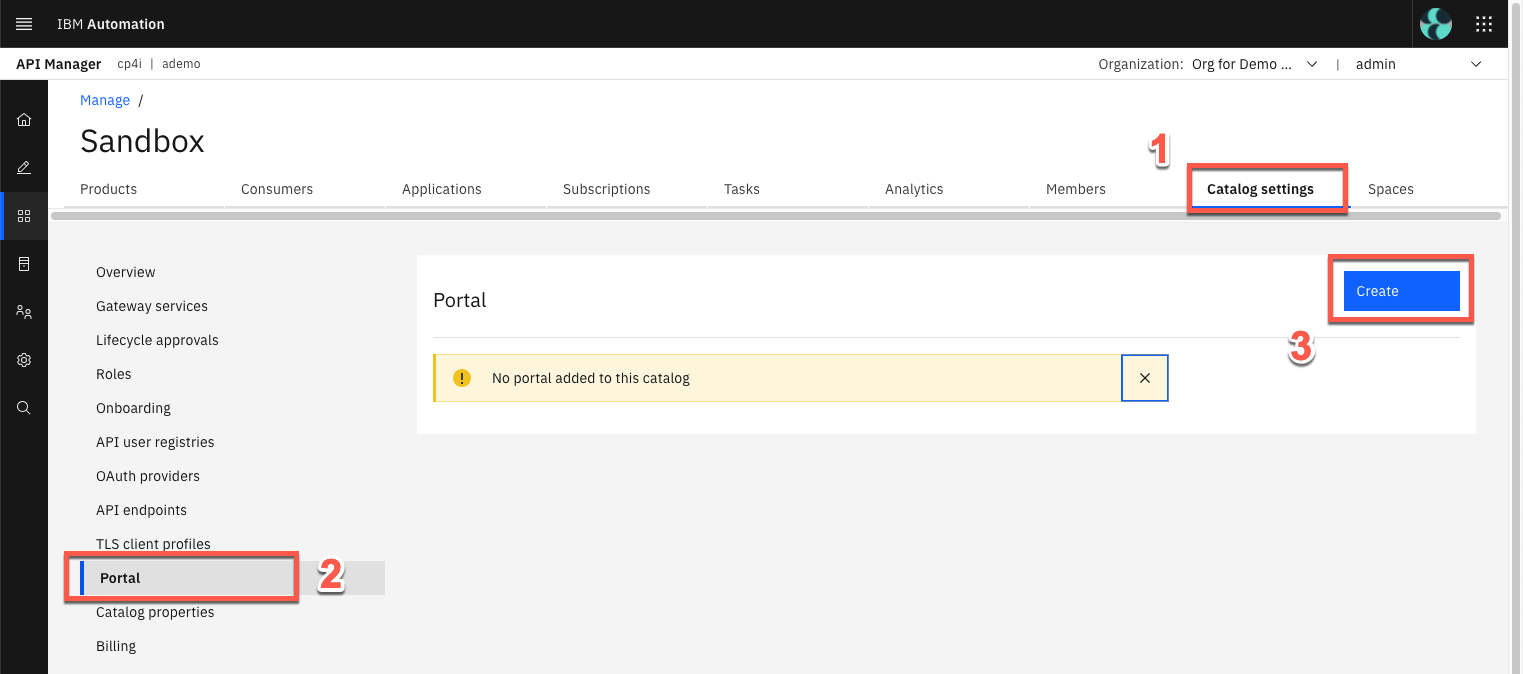 IBM Automation
API Manager cp4i | ademo Organization: Org for Demo ... | admin
Manage /
Sandbox
1
Products Consumers Applications Subscriptions Tasks Analytics Members Catalog settings Spaces
Overview
Gateway services
Lifecycle approvals
Roles
Onboarding
API user registries
OAuth providers
API endpoints
TLS client profiles
Portal
2
Catalog properties
Billing
Portal
Create
3
! No portal added to this catalog